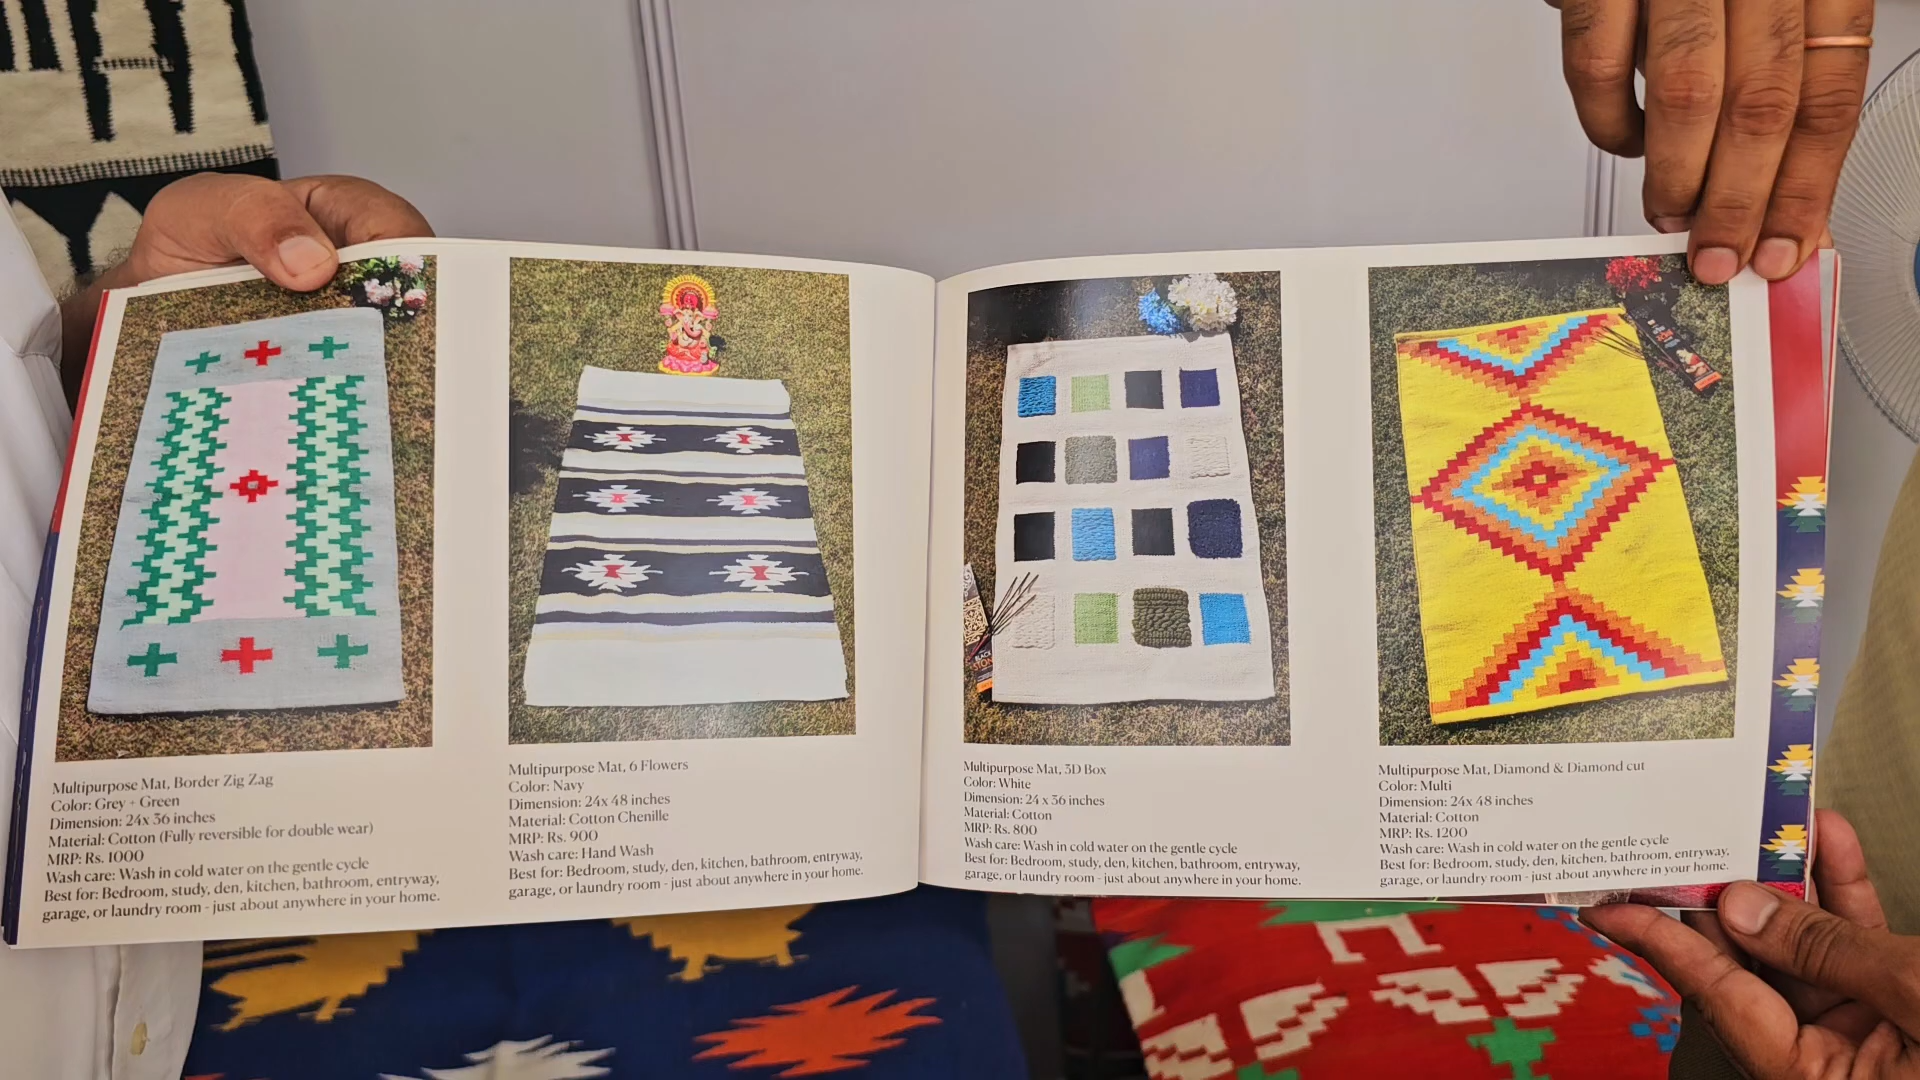 Multipurpose Mat, Border Zig Zag
Color: Grey + Green
Dimension: 24x 36 inches
Material: Cotton (Fully reversible for double wear)
MRP: Rs. 1000
Wash care: Wash in cold water on the gentle cycle
Best for: Bedroom, study, den, kitchen, bathroom, entryway,
garage, or laundry room - just about anywhere in your home.
Multipurpose Mat, 6 Flowers
Color: Navy
Dimension: 24x 48 inches
Material: Cotton Chenille
MRP: Rs. 900
Wash care: Hand Wash
Best for: Bedroom, study, den, kitchen, bathroom, entryway,
garage, or laundry room - just about anywhere in your home.
BLACK
STON
Multipurpose Mat, 3D Box
Color: White
Dimension: 24 x 36 inches
Material: Cotton
MRP: Rs. 800
Wash care: Wash in cold water on the gentle cycle
Best for: Bedroom, study, den, kitchen, bathroom, entryway,
garage, or laundry room - just about anywhere in your home.
Multipurpose Mat, Diamond & Diamond cut
Color: Multi
Dimension: 24x 48 inches
Material: Cotton
MRP: Rs. 1200
Wash care: Wash in cold water on the gentle cycle
Best for: Bedroom, study, den, kitchen, bathroom, entryway,
garage, or laundry room - just about anywhere in your home.